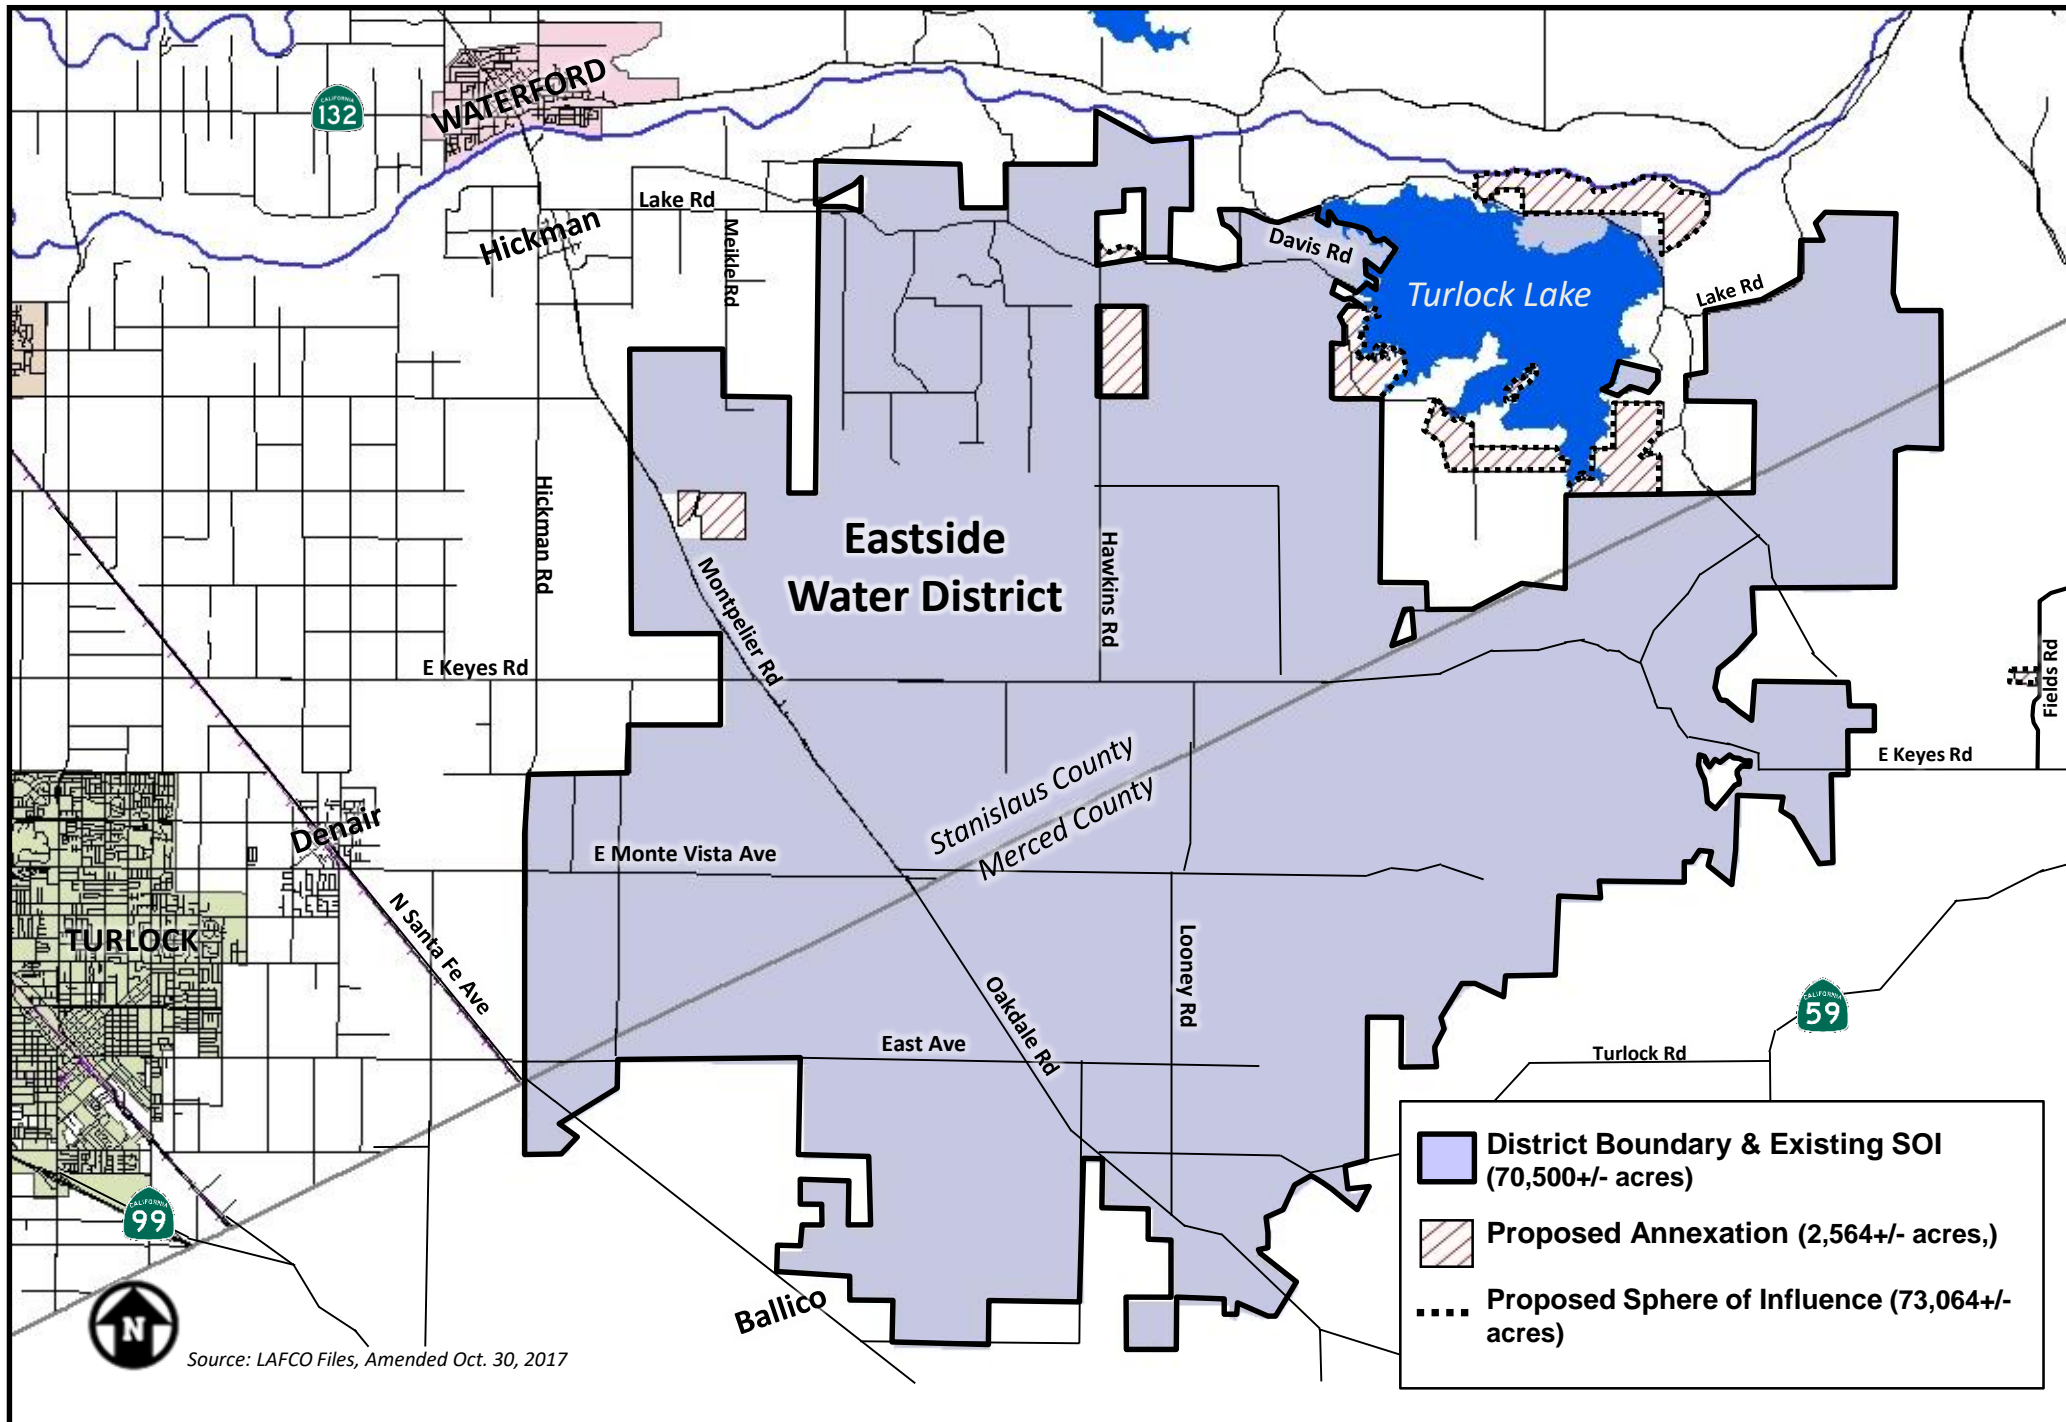 CALIFORNIA
132
WATERFORD
Lake Rd
Hickman
Meikle Rd
Davis Rd
Turlock Lake
Lake Rd
Hickman Rd
Eastside
Water District
Hawkins Rd
Montpelier Rd
E Keyes Rd
Fields Rd
E Keyes Rd
Stanislaus County
Merced County
Denair
E Monte Vista Ave
N Santa Fe Ave
TURLOCK
Looney Rd
Oakdale Rd
CALIFORNIA
59
East Ave
Turlock Rd
CALIFORNIA
99
Ballico
N
Source: LAFCO Files, Amended Oct. 30, 2017
District Boundary & Existing SOI
(70,500+/- acres)
Proposed Annexation (2,564+/- acres,)
Proposed Sphere of Influence (73,064+/-
acres)